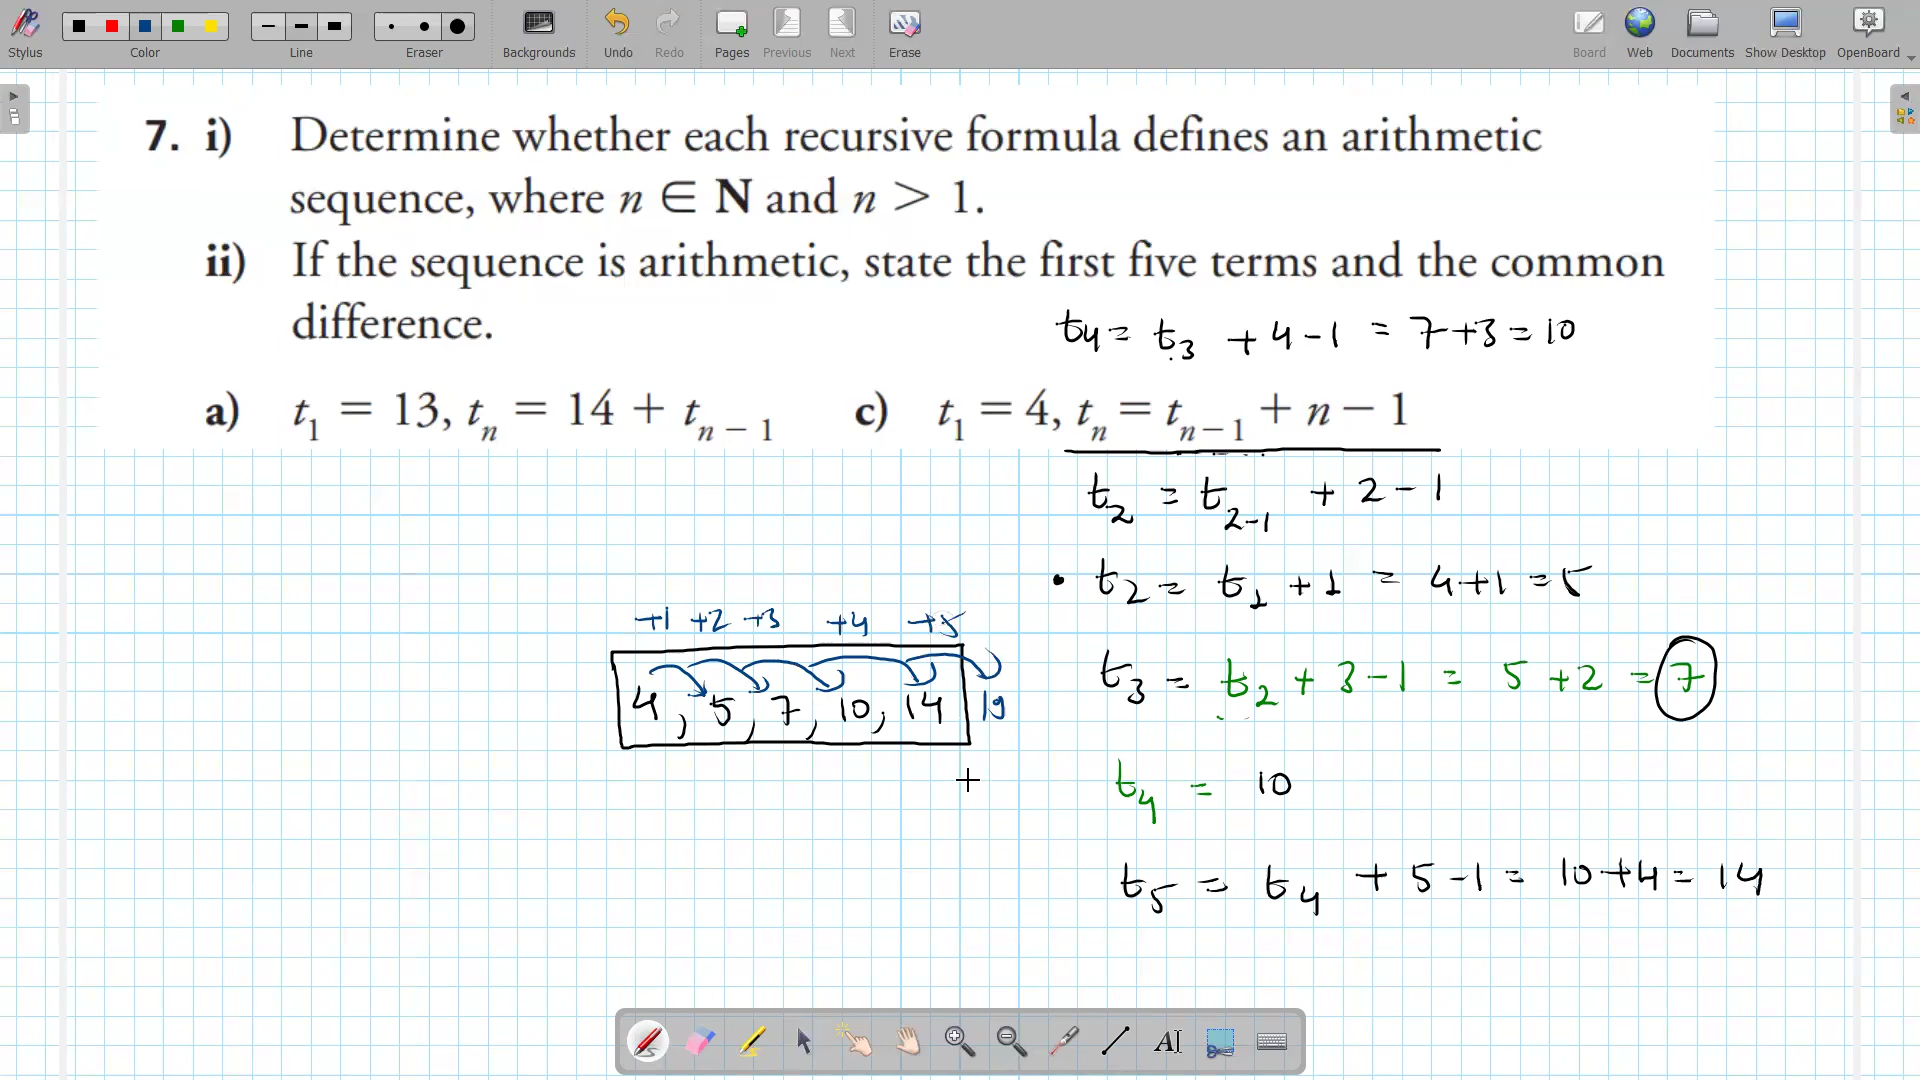 Stylus Color Line Eraser Backgrounds Undo Redo Pages Previous Next Erase Board Web Documents Show Desktop OpenBoard
7. i) Determine whether each recursive formula defines an arithmetic
sequence, where n ∈ N and n > 1.
ii) If the sequence is arithmetic, state the first five terms and the common
difference.
t₄ = t₃ + 4 - 1 = 7+3 = 10
a) t₁ = 13, tₙ = 14 + tₙ₋₁
c) t₁ = 4, tₙ = tₙ₋₁ + n − 1
t₂ = t₂₋₁ + 2 - 1
• t₂ = t₁ + 1 = 4+1 = 5
+1 +2 +3 +4 +5
t₃ = t₂ + 3 - 1 = 5 + 2 = 7
4, 5, 7, 10, 14 19
t₄ = 10
t₅ = t₄ + 5 - 1 = 10+4 = 14